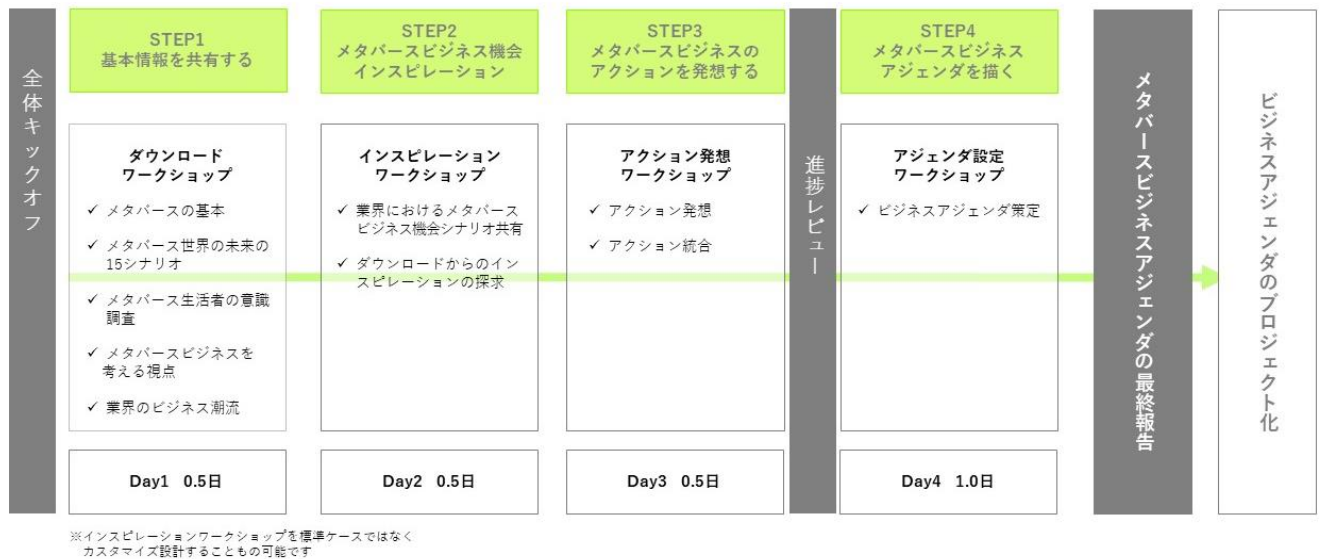 全体キックオフ
STEP1
基本情報を共有する
ダウンロード
ワークショップ
✓ メタバースの基本
✓ メタバース世界の未来の
15シナリオ
✓ メタバース生活者の意識
調査
✓ メタバースビジネスを
考える視点
✓ 業界のビジネス潮流
Day1 0.5日
STEP2
メタバースビジネス機会
インスピレーション
インスピレーション
ワークショップ
✓ 業界におけるメタバース
ビジネス機会シナリオ共有
✓ ダウンロードからのイン
スピレーションの探求
Day2 0.5日
STEP3
メタバースビジネスの
アクションを発想する
アクション発想
ワークショップ
✓ アクション発想
✓ アクション統合
Day3 0.5日
進捗レビュー
STEP4
メタバースビジネス
アジェンダを描く
アジェンダ設定
ワークショップ
✓ ビジネスアジェンダ策定
Day4 1.0日
メタバースビジネスアジェンダの最終報告
ビジネスアジェンダのプロジェクト化
※インスピレーションワークショップを標準ケースではなく
カスタマイズ設計することもの可能です